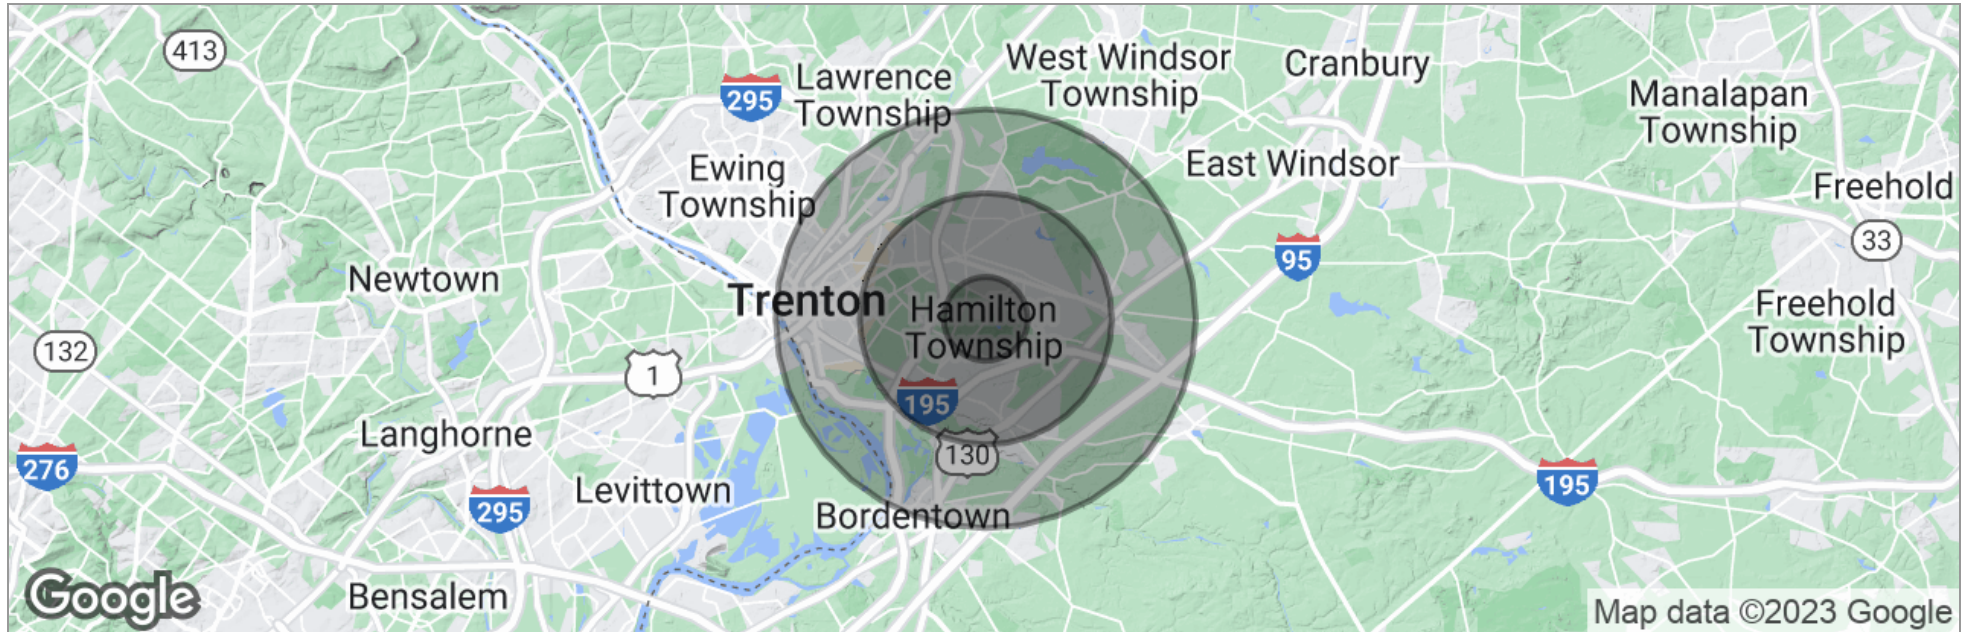 413
West Windsor
Township
Cranbury
Lawrence
Township
295
Manalapan
Township
Ewing
Township
East Windsor
Freehold
33
95
Newtown
Trenton
Hamilton
Township
Freehold
Township
132
1
195
Langhorne
130
276
Levittown
195
295
Bordentown
Bensalem
Google
Map data ©2023 Google